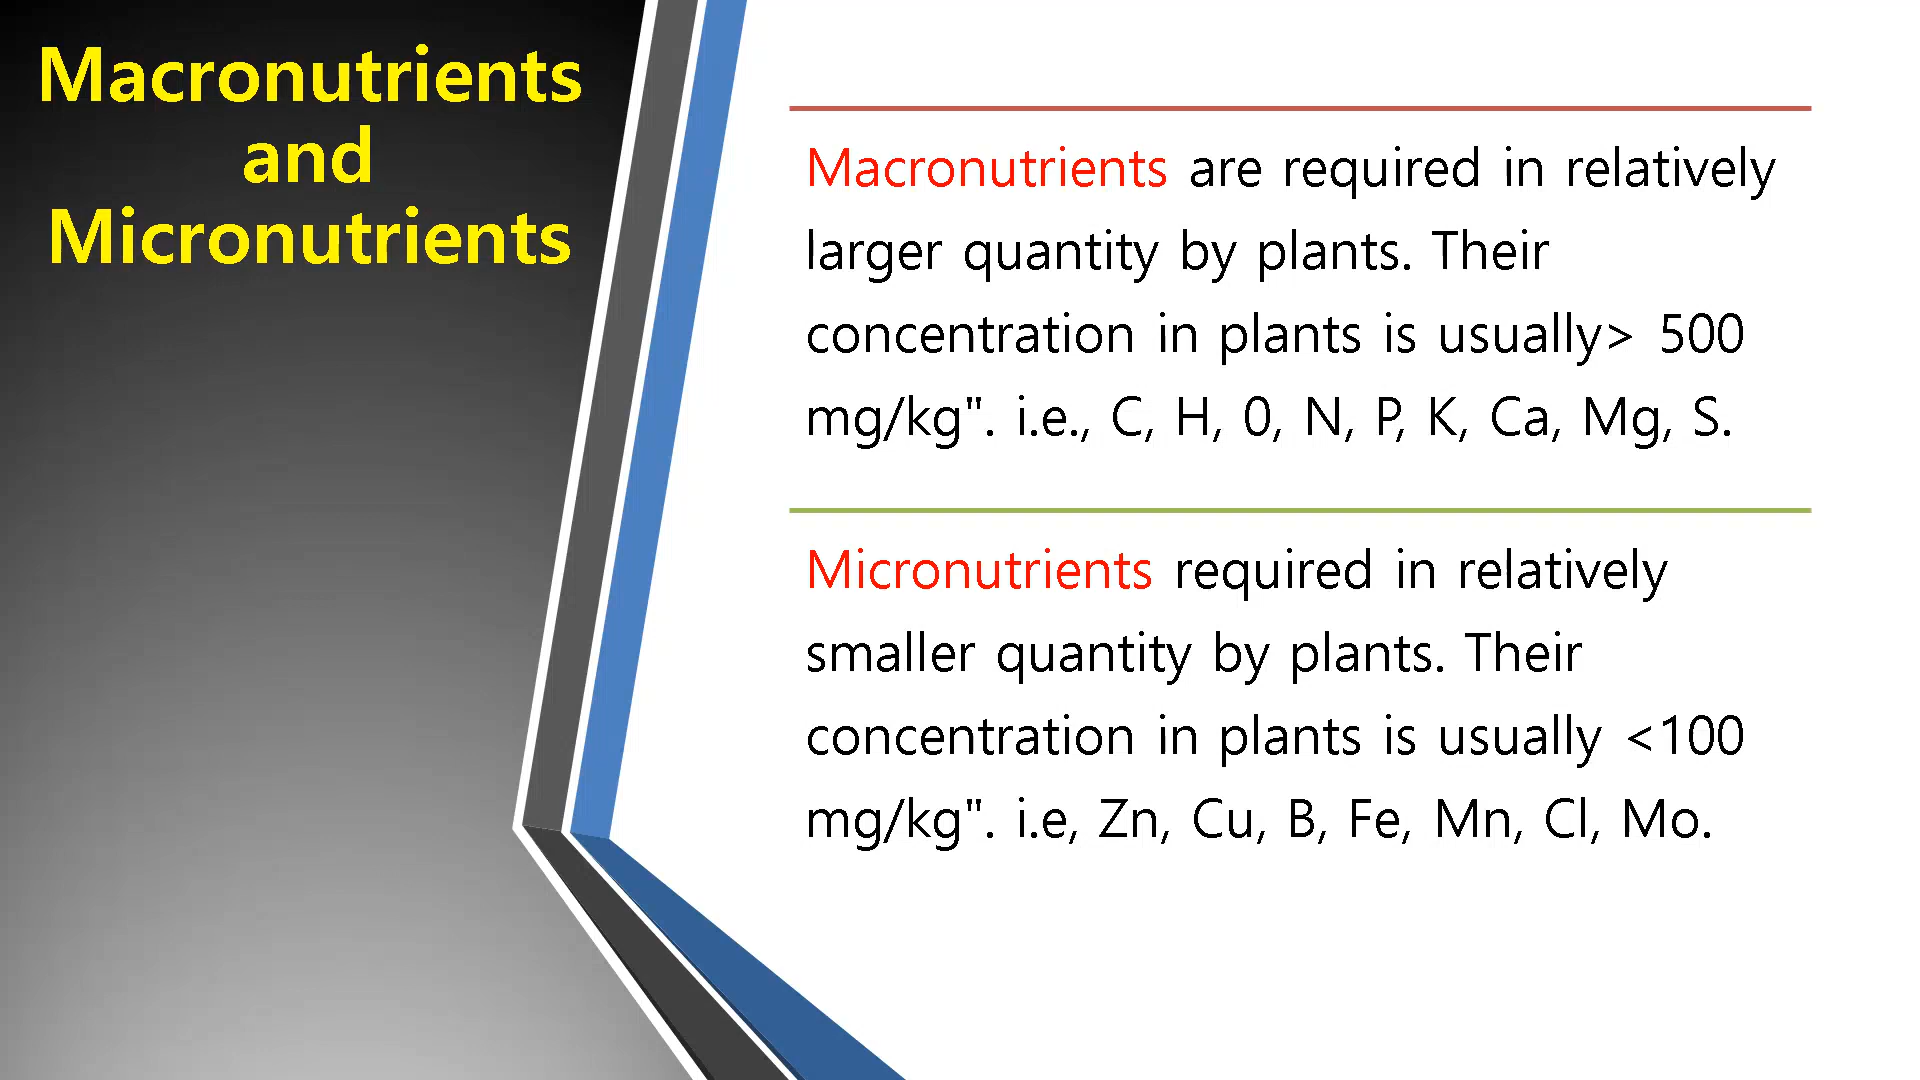 Macronutrients
and
Micronutrients
Macronutrients are required in relatively
larger quantity by plants. Their
concentration in plants is usually> 500
mg/kg". i.e., C, H, 0, N, P, K, Ca, Mg, S.
Micronutrients required in relatively
smaller quantity by plants. Their
concentration in plants is usually <100
mg/kg". i.e, Zn, Cu, B, Fe, Mn, Cl, Mo.